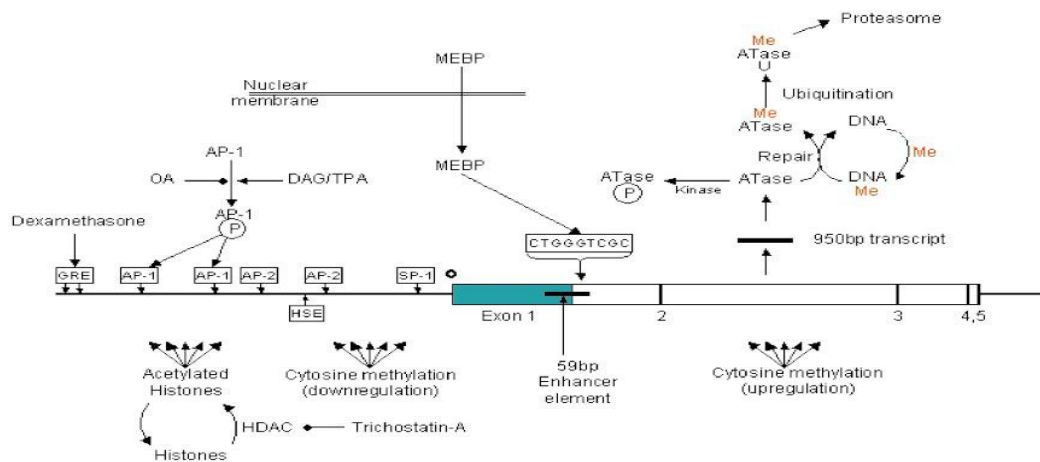 Proteasome
Me
ATase
U
MEBP
Nuclear
membrane
Ubiquitination
Me
ATase
DNA
AP-1
Repair
Me
MEBP
OA
DAG/TPA
ATase
P
Kinase
ATase
DNA
Me
Dexamethasone
AP-1
P
CTGGGTCGC
950bp transcript
GRE
AP-1
AP-1
AP-2
AP-2
SP-1
HSE
Exon 1
2
3
4,5
Acetylated
Histones
Cytosine methylation
(downregulation)
59bp
Enhancer
element
Cytosine methylation
(upregulation)
HDAC
Trichostatin-A
Histones